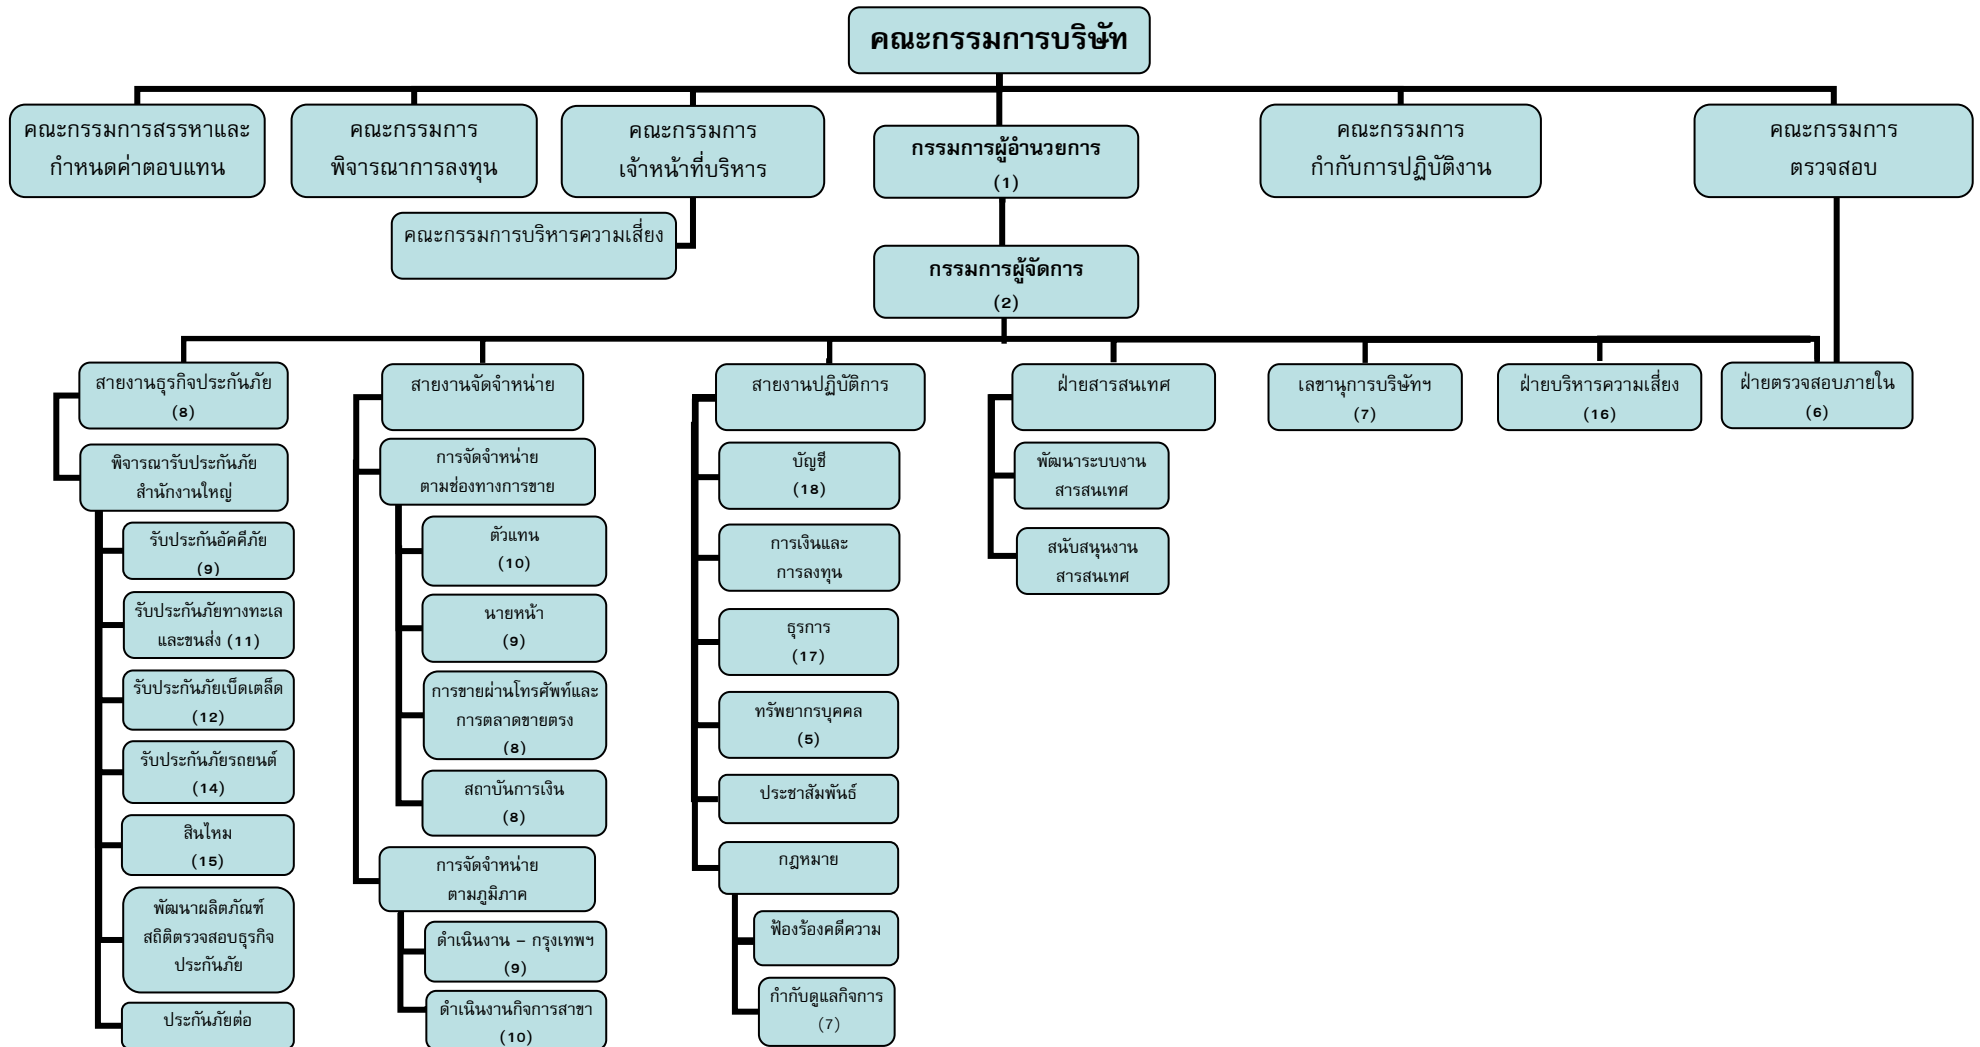 คณะกรรมการบริษัท
คณะกรรมการสรรหาและ
กำหนดค่าตอบแทน
คณะกรรมการ
พิจารณาการลงทุน
คณะกรรมการ
เจ้าหน้าที่บริหาร
กรรมการผู้อำนวยการ
(1)
คณะกรรมการ
กำกับการปฏิบัติงาน
คณะกรรมการ
ตรวจสอบ
คณะกรรมการบริหารความเสี่ยง
กรรมการผู้จัดการ
(2)
สายงานธุรกิจประกันภัย
(8)
พิจารณารับประกันภัย
สำนักงานใหญ่
รับประกันอัคคีภัย
(9)
รับประกันภัยทางทะเล
และขนส่ง (11)
รับประกันภัยเบ็ดเตล็ด
(12)
รับประกันภัยรถยนต์
(14)
สินไหม
(15)
พัฒนาผลิตภัณฑ์
สถิติตรวจสอบธุรกิจ
ประกันภัย
ประกันภัยต่อ
สายงานจัดจำหน่าย
การจัดจำหน่าย
ตามช่องทางการขาย
ตัวแทน
(10)
นายหน้า
(9)
การขายผ่านโทรศัพท์และ
การตลาดขายตรง
(8)
สถาบันการเงิน
(8)
การจัดจำหน่าย
ตามภูมิภาค
ดำเนินงาน – กรุงเทพฯ
(9)
ดำเนินงานกิจการสาขา
(10)
สายงานปฏิบัติการ
บัญชี
(18)
การเงินและ
การลงทุน
ธุรการ
(17)
ทรัพยากรบุคคล
(5)
ประชาสัมพันธ์
กฎหมาย
ฟ้องร้องคดีความ
กำกับดูแลกิจการ
(7)
ฝ่ายสารสนเทศ
พัฒนาระบบงาน
สารสนเทศ
สนับสนุนงาน
สารสนเทศ
เลขานุการบริษัทฯ
(7)
ฝ่ายบริหารความเสี่ยง
(16)
ฝ่ายตรวจสอบภายใน
(6)